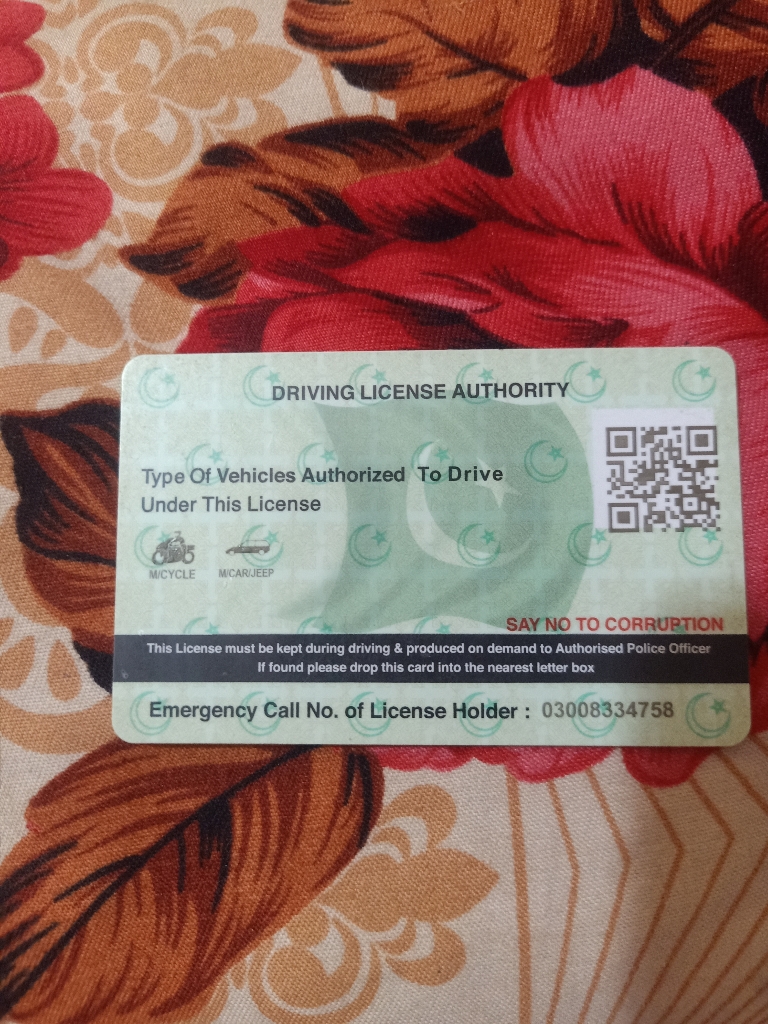 DRIVING LICENSE AUTHORITY
Type Of Vehicles Authorized To Drive
Under This License
M/CYCLE M/CAR/JEEP
SAY NO TO CORRUPTION
This License must be kept during driving & produced on demand to Authorised Police Officer
If found please drop this card into the nearest letter box
Emergency Call No. of License Holder : 03008334758